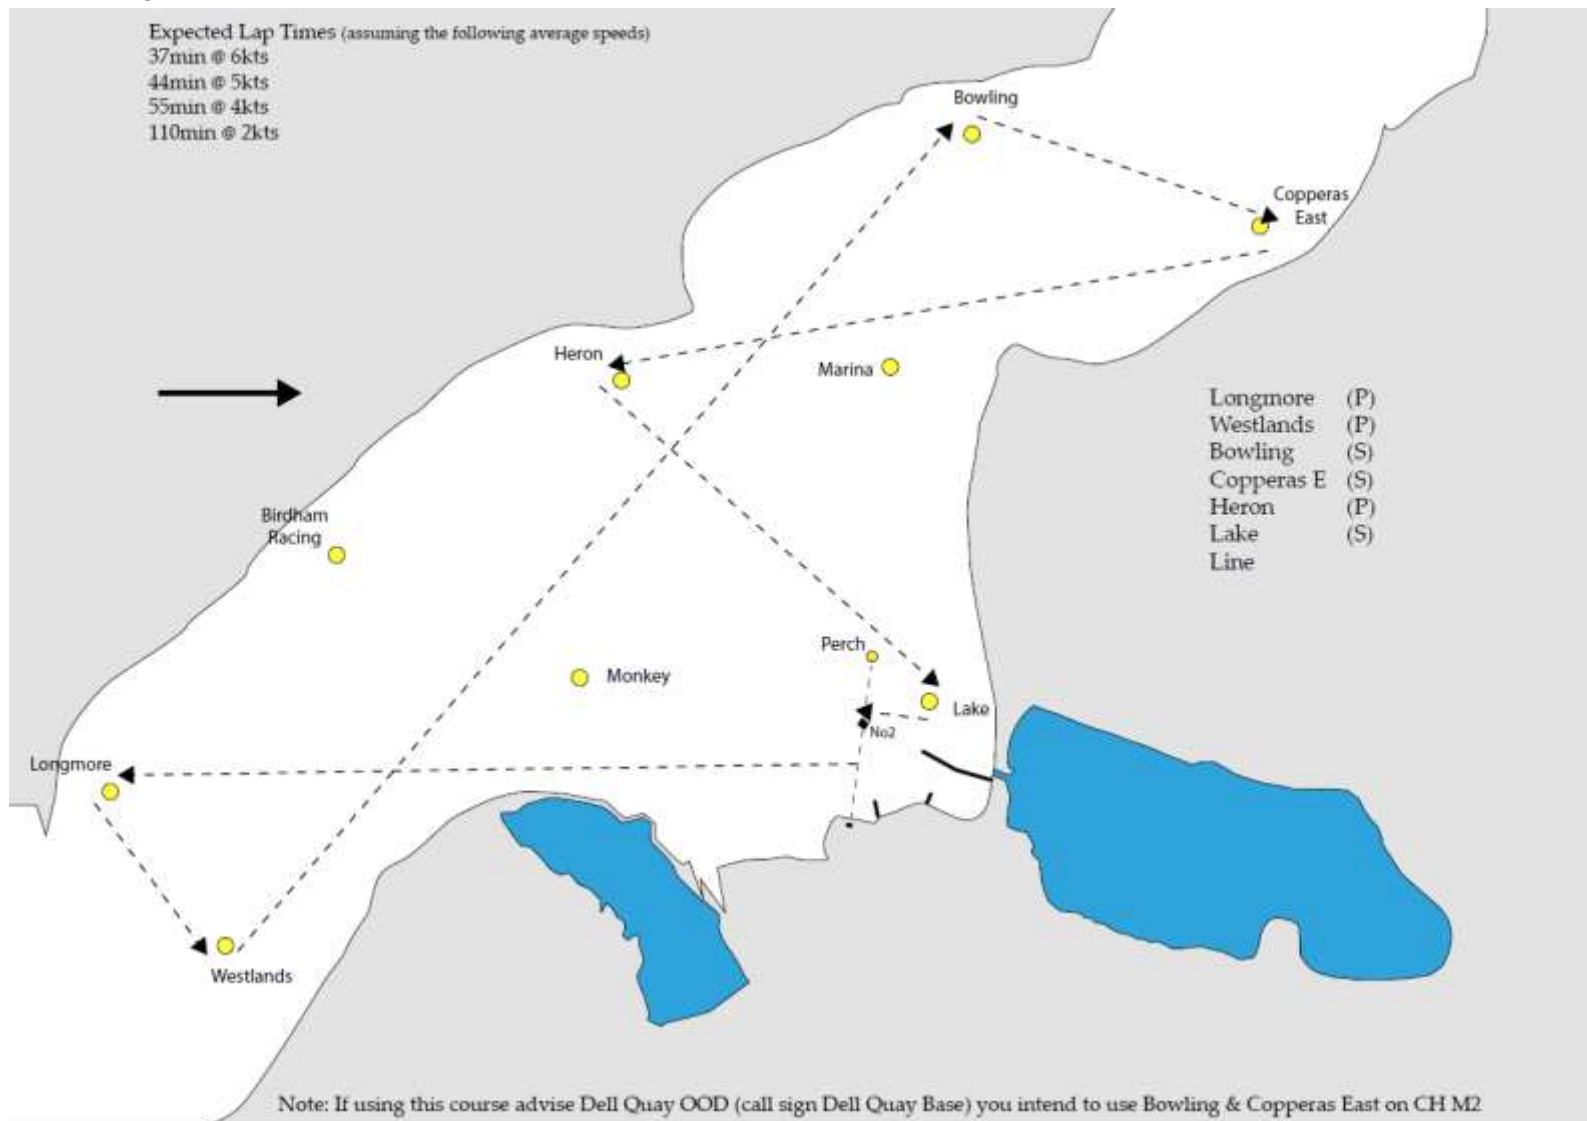 Expected Lap Times (assuming the following average speeds)
37min @ 6kts
44min @ 5kts
55min @ 4kts
110min @ 2kts
Bowling
Copperas
East
Heron
Marina
Longmore (P)
Westlands (P)
Bowling (S)
Copperas E (S)
Heron (P)
Lake (S)
Line
Birdham
Racing
Perch
Monkey
Lake
No2
Longmore
Westlands
Note: If using this course advise Dell Quay OOD (call sign Dell Quay Base) you intend to use Bowling & Copperas East on CH M2